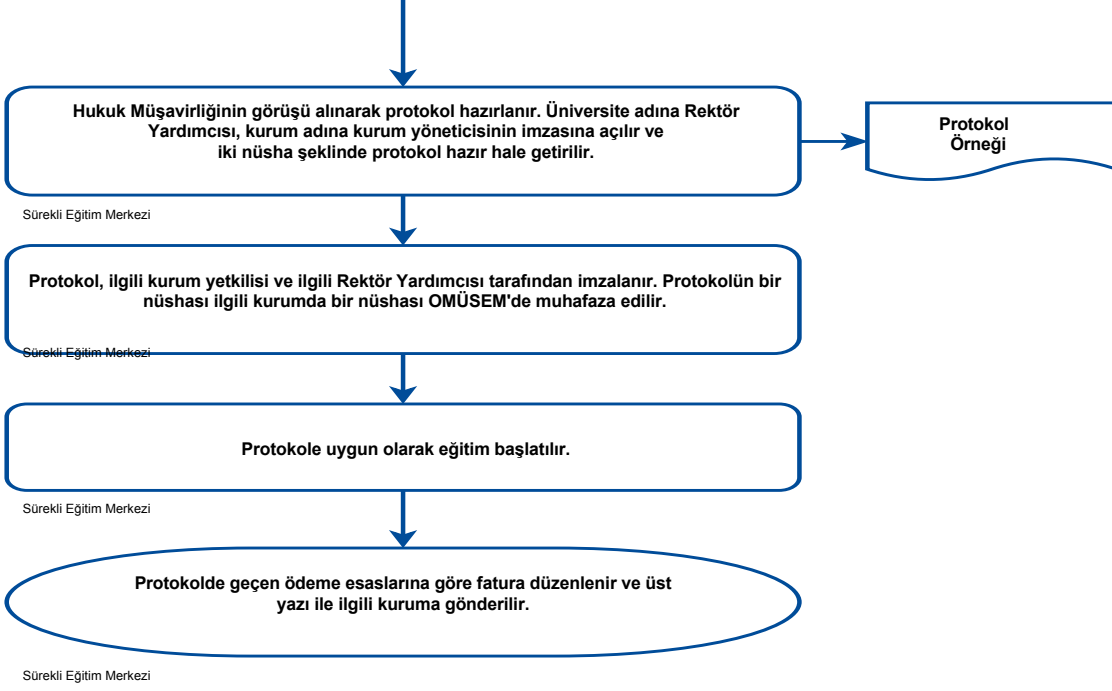 Hukuk Müşavirliğinin görüşü alınarak protokol hazırlanır. Üniversite adına Rektör
Yardımcısı, kurum adına kurum yöneticisinin imzasına açılır ve
iki nüsha şeklinde protokol hazır hale getirilir.
Protokol
Örneği
Sürekli Eğitim Merkezi
Protokol, ilgili kurum yetkilisi ve ilgili Rektör Yardımcısı tarafından imzalanır. Protokolün bir
nüshası ilgili kurumda bir nüshası OMÜSEM'de muhafaza edilir.
Sürekli Eğitim Merkezi
Protokole uygun olarak eğitim başlatılır.
Sürekli Eğitim Merkezi
Protokolde geçen ödeme esaslarına göre fatura düzenlenir ve üst
yazı ile ilgili kuruma gönderilir.
Sürekli Eğitim Merkezi